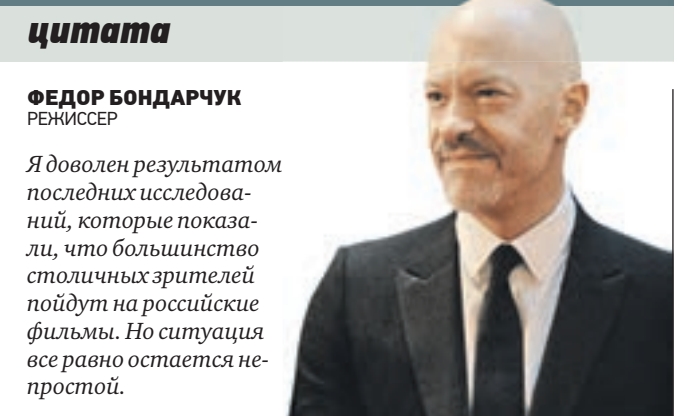 цитата
ФЕДОР БОНДАРЧУК
РЕЖИССЕР
Я доволен результатом
последних исследова-
ний, которые показа-
ли, что большинство
столичных зрителей
пойдут на российские
фильмы. Но ситуация
все равно остается не-
простой.